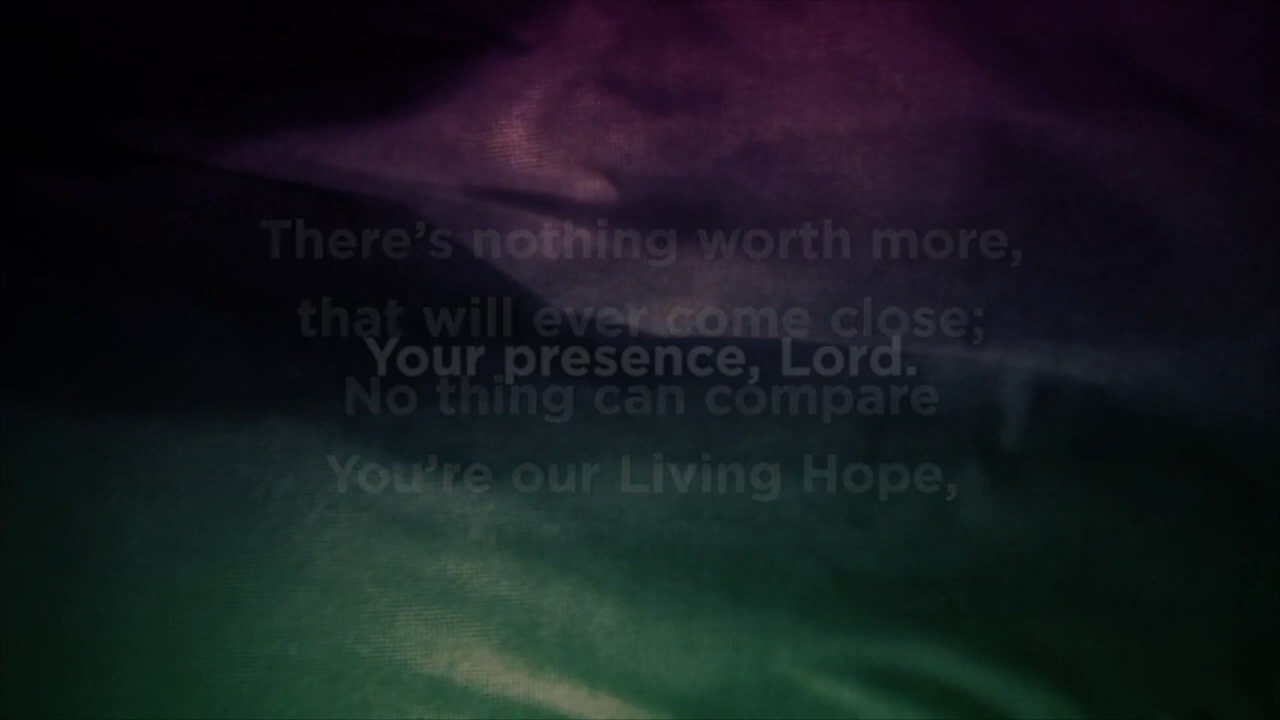 There's nothing worth more,
that will ever come close;
Your presence, Lord.
No thing can compare
You're our Living Hope,